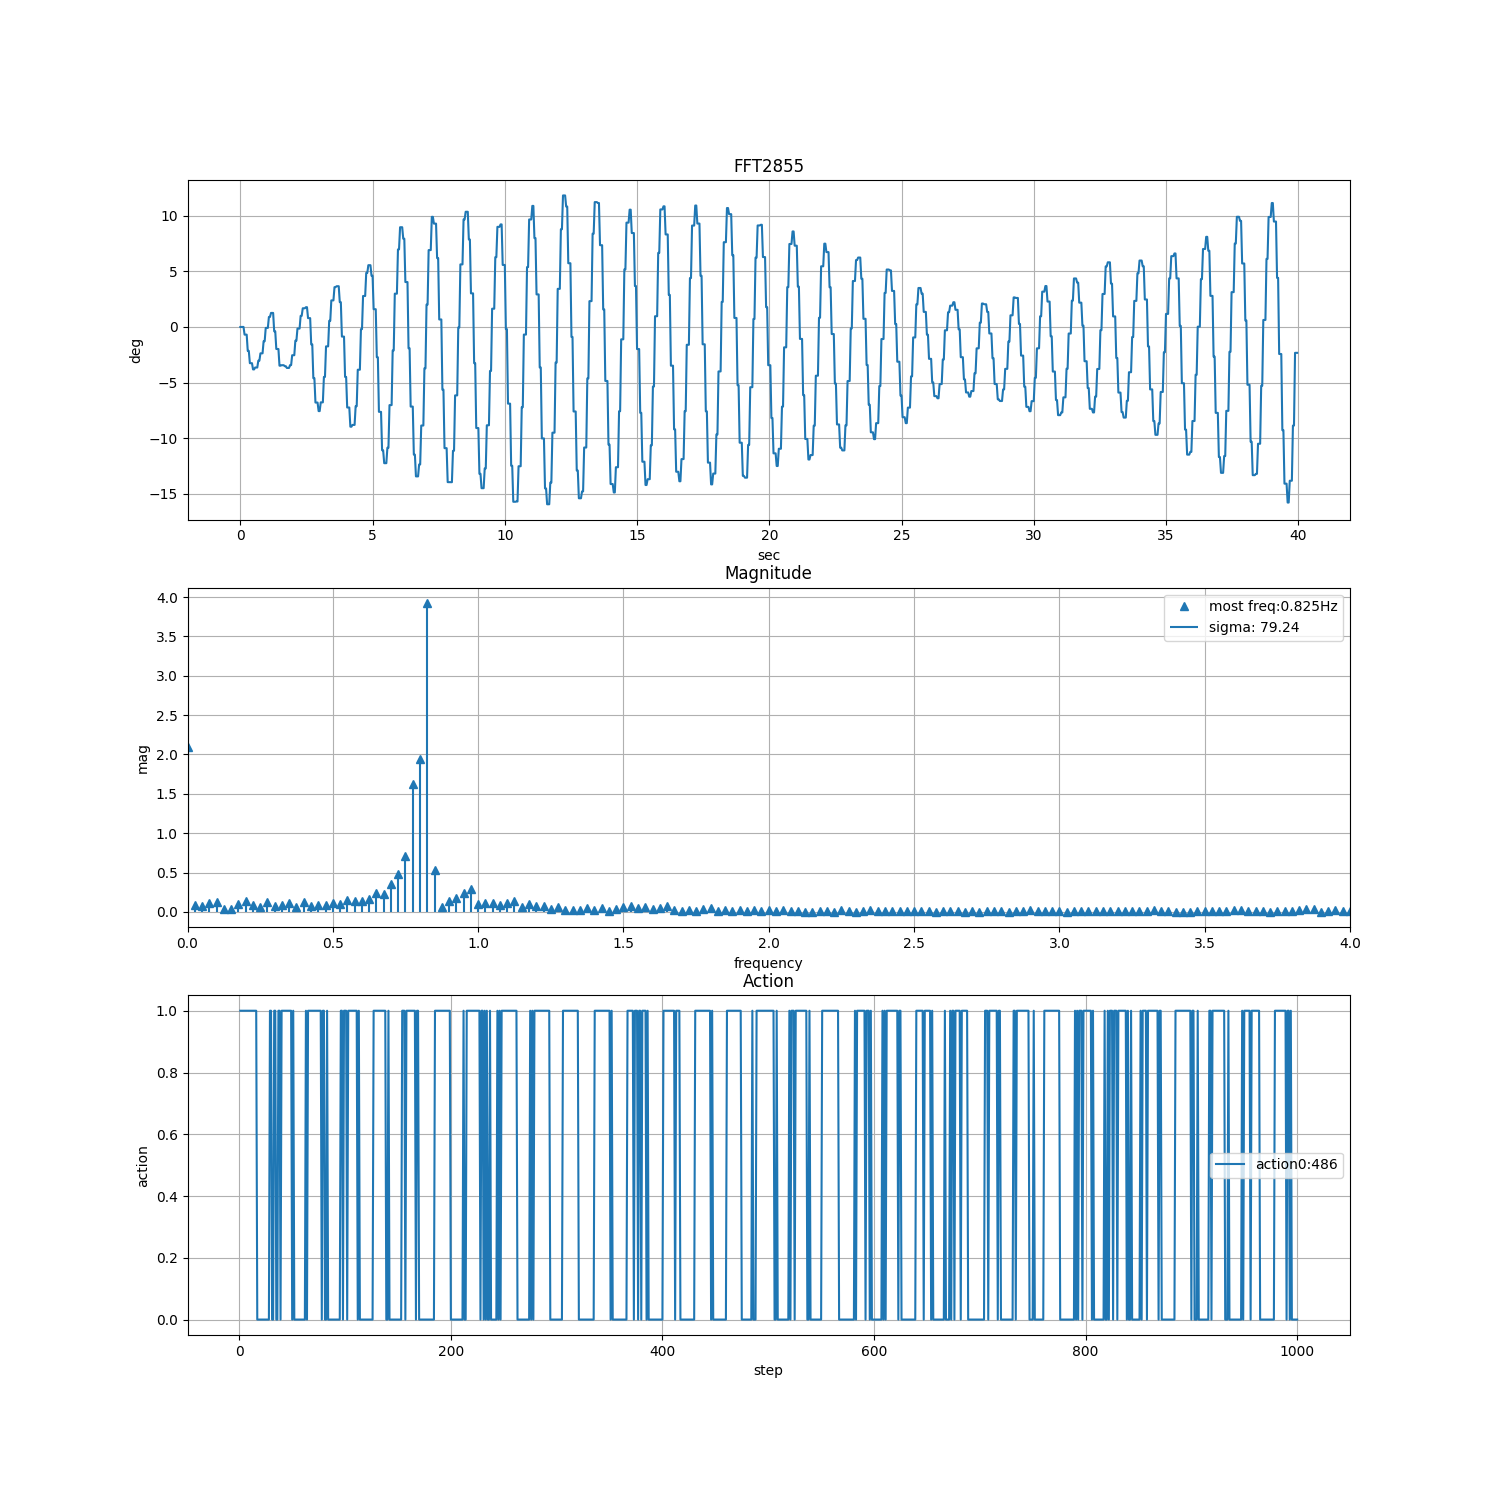 FFT2855
10
5
0
−5
−10
−15
deg
0 5 10 15 20 25 30 35 40
sec
Magnitude
4.0
3.5
3.0
2.5
2.0
1.5
1.0
0.5
0.0
mag
most freq:0.825Hz
sigma: 79.24
0.0 0.5 1.0 1.5 2.0 2.5 3.0 3.5 4.0
frequency
Action
1.0
0.8
0.6
0.4
0.2
0.0
action
action0:486
0 200 400 600 800 1000
step